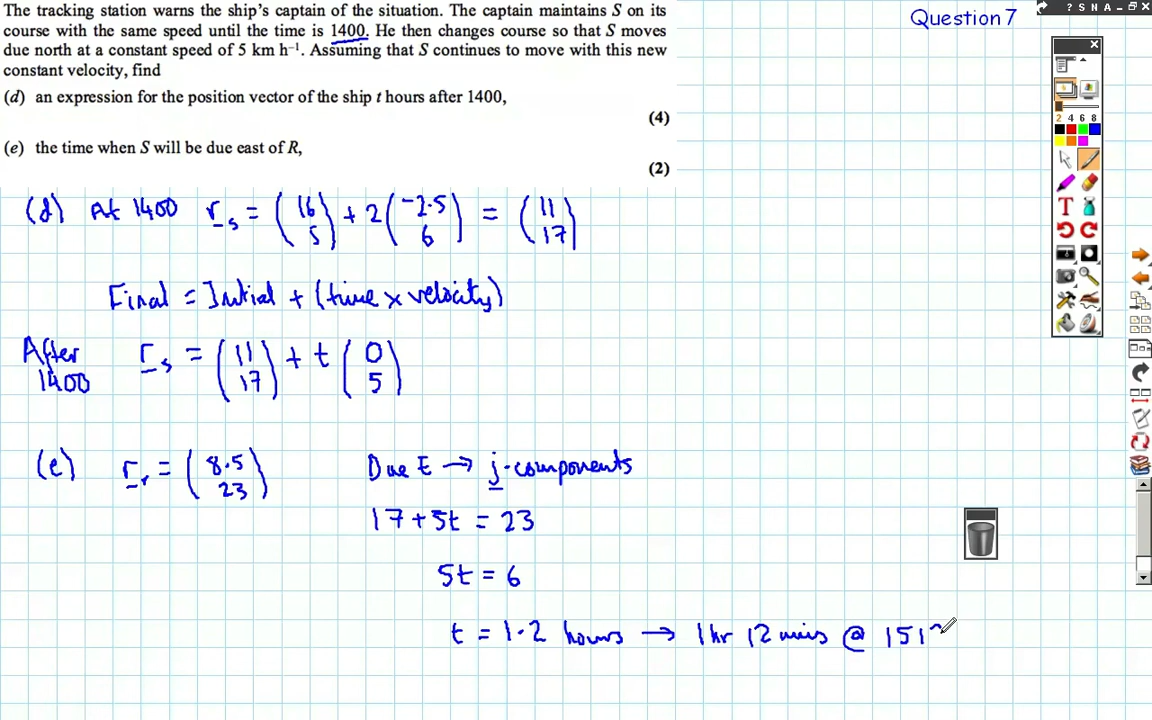 The tracking station warns the ship's captain of the situation. The captain maintains S on its
course with the same speed until the time is 1400. He then changes course so that S moves
due north at a constant speed of 5 km h⁻¹. Assuming that S continues to move with this new
constant velocity, find
(d) an expression for the position vector of the ship t hours after 1400,
(4)
(e) the time when S will be due east of R,
(2)
Question 7
? S N A
2 4 6 8
T
(d) At 1400 r_s = (16 5) + 2(-2.5 6) = (11 17)
Final = Initial + (time × velocity)
After 1400 r_s = (11 17) + t (0 5)
(e) r_r = (8.5 23) Due E → j-components
17+5t = 23
5t = 6
t = 1.2 hours → 1hr 12 mins @ 151